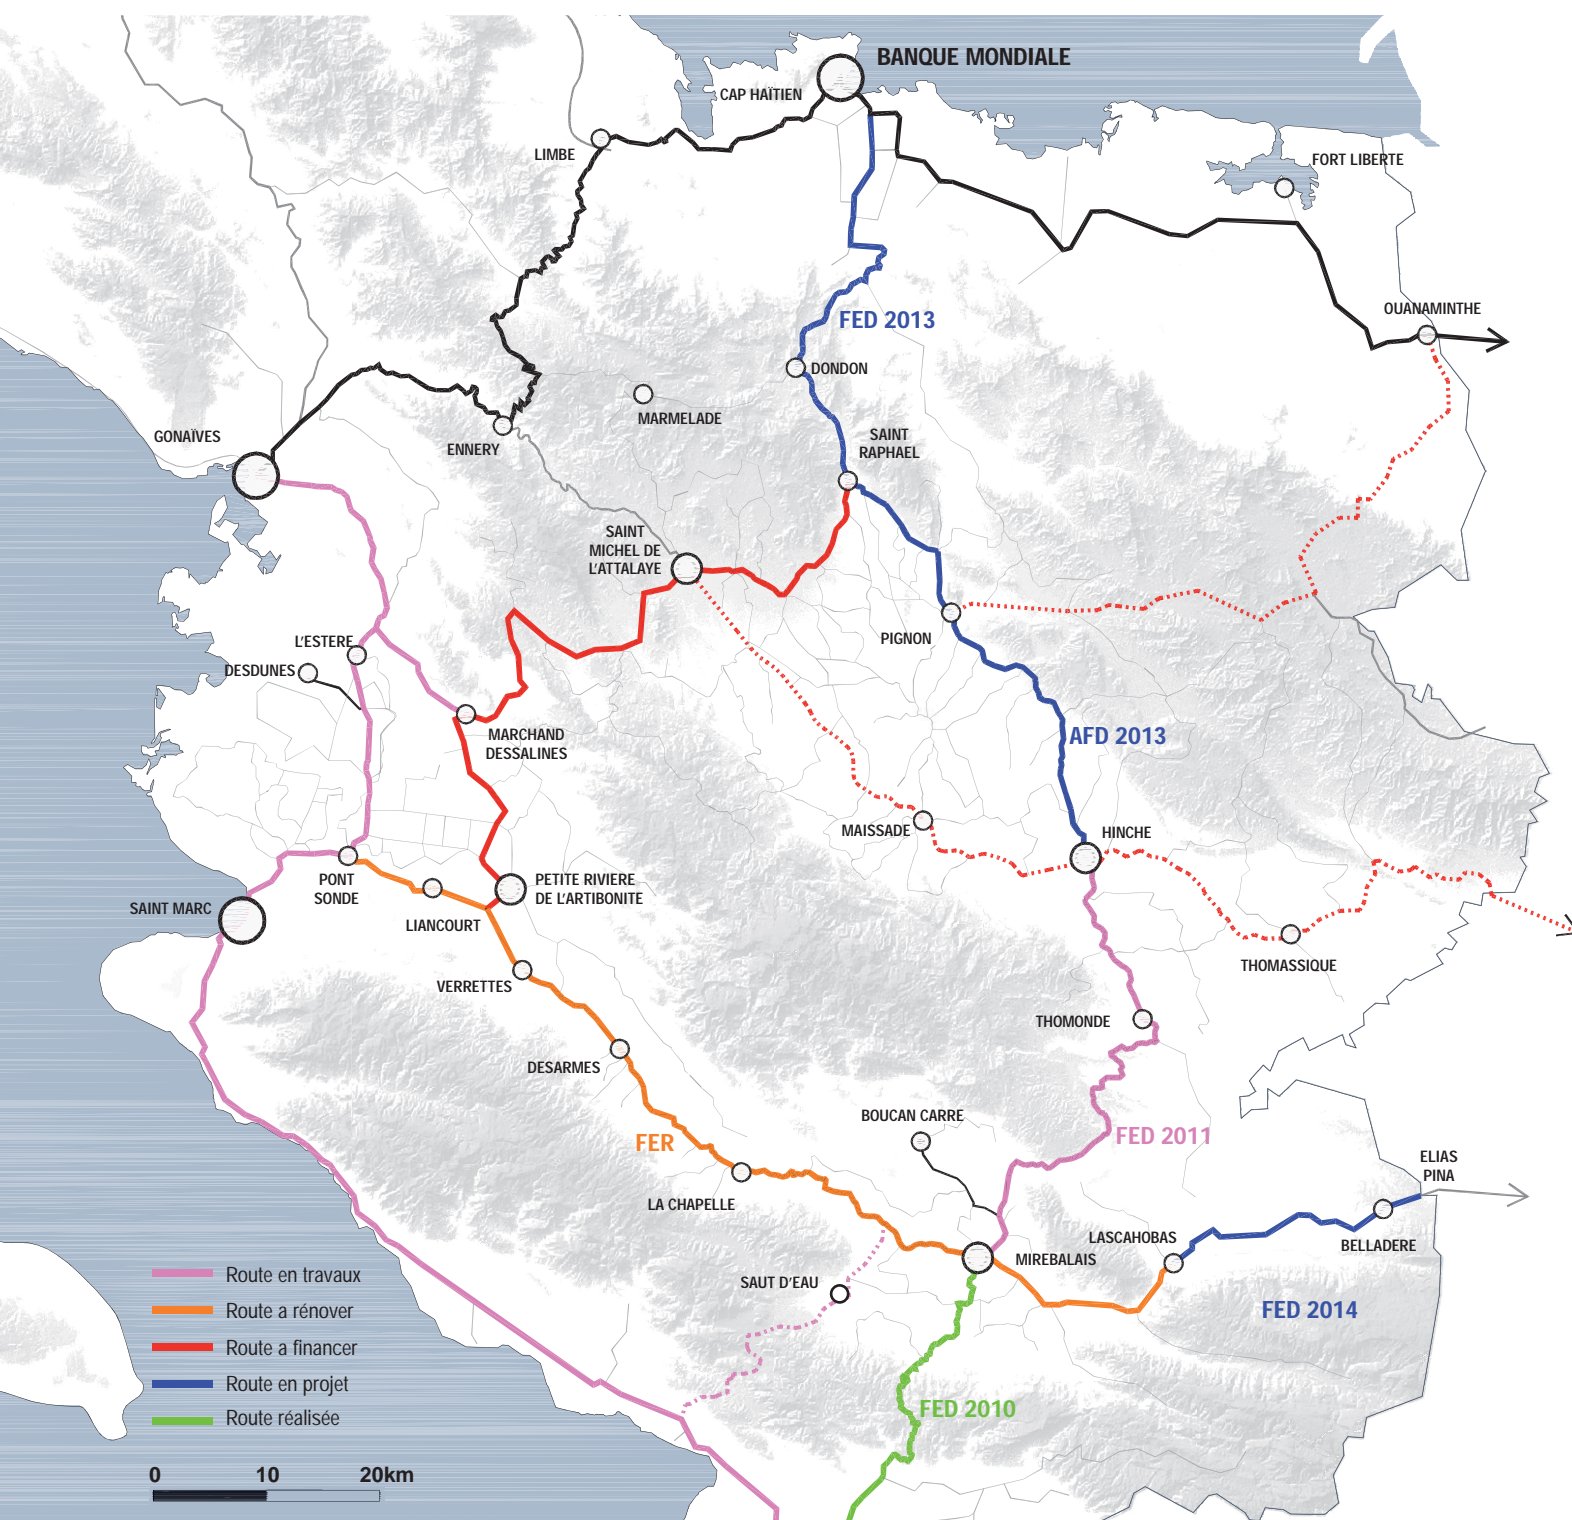 BANQUE MONDIALE
CAP HAÏTIEN
LIMBE
FORT LIBERTE
OUANAMINTHE
FED 2013
DONDON
MARMELADE
GONAÏVES
ENNERY
SAINT
RAPHAEL
SAINT
MICHEL DE
L'ATTALAYE
PIGNON
L'ESTERE
DESDUNES
MARCHAND
DESSALINES
AFD 2013
MAISSADE
HINCHE
PONT
SONDE
PETITE RIVIERE
DE L'ARTIBONITE
SAINT MARC
LIANCOURT
THOMASSIQUE
VERRETTES
THOMONDE
DESARMES
BOUCAN CARRE
FER
FED 2011
ELIAS
PINA
LA CHAPELLE
LASCAHOBAS
BELLADERE
MIREBALAIS
SAUT D'EAU
FED 2014
FED 2010
Route en travaux
Route a rénover
Route a financer
Route en projet
Route réalisée
0 10 20km